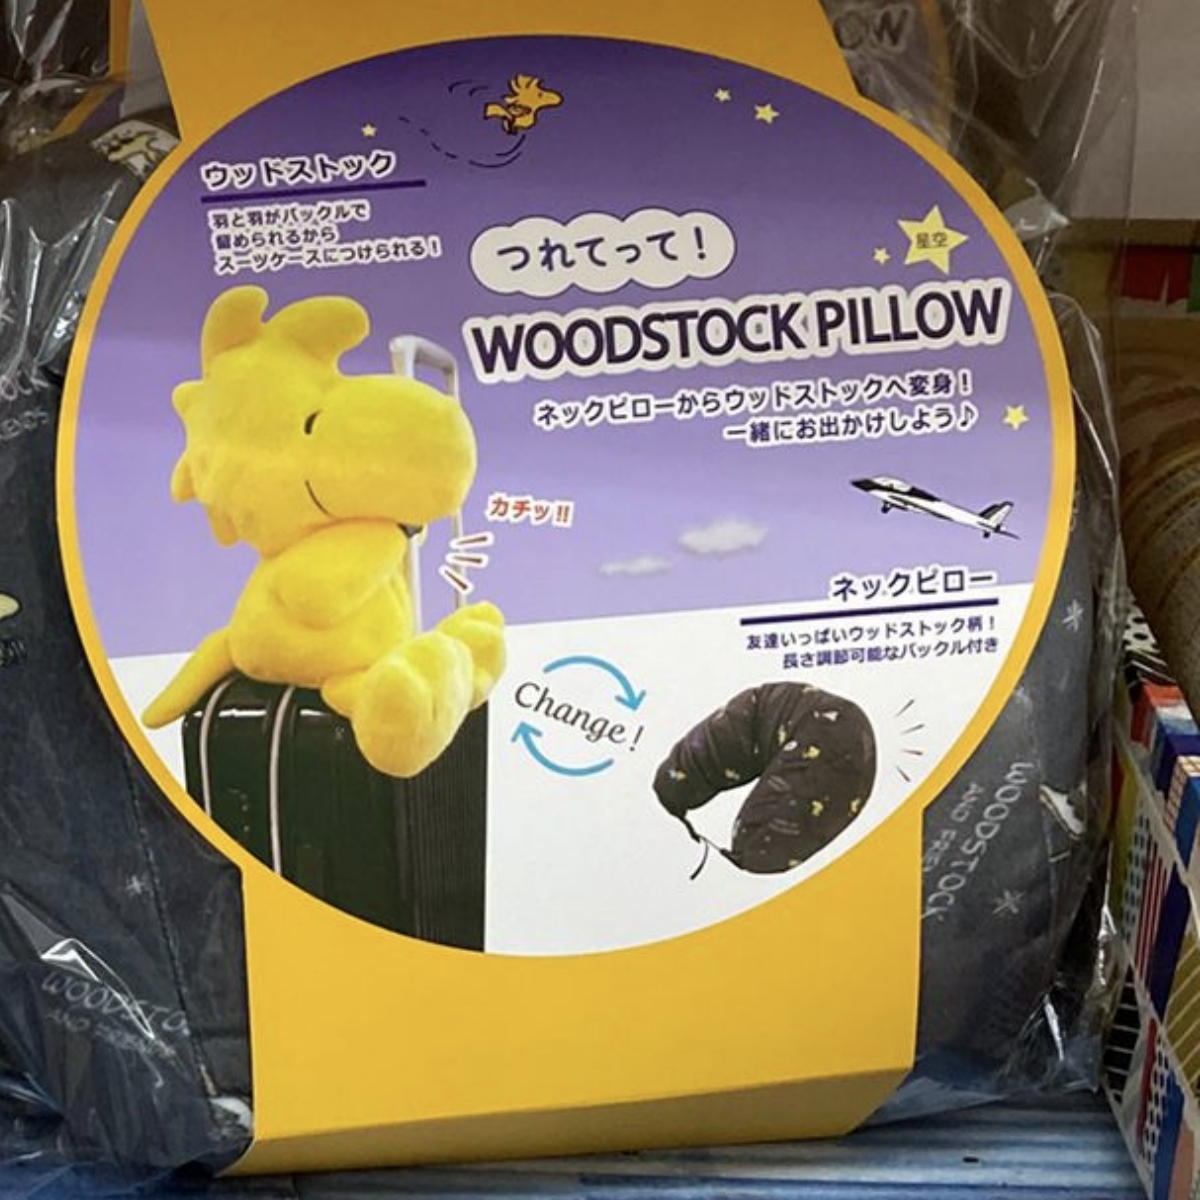 ウッドストック
羽と羽がバックルで
留められるから
スーツケースにつけられる！
つれてって！
星空
WOODSTOCK PILLOW
ネックピローからウッドストックへ変身！
一緒にお出かけしよう♪
カチッ!!
ネックピロー
友達いっぱいウッドストック柄！
長さ調節可能なバックル付き
Change!
WOODSTOCK
AND
WOODSTO
AND